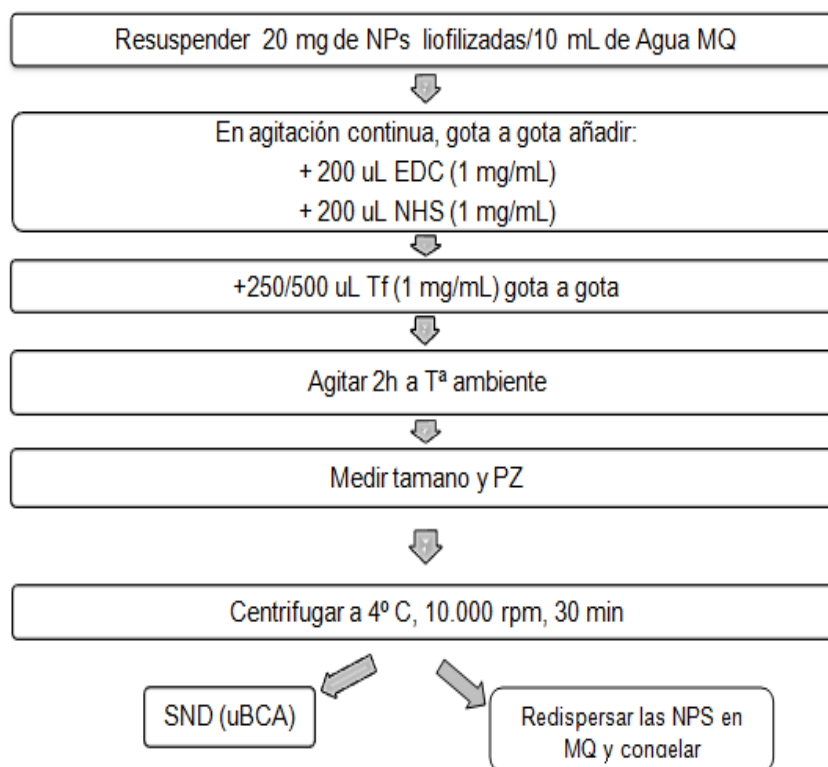 Resuspender 20 mg de NPs liofilizadas/10 mL de Agua MQ
En agitación continua, gota a gota añadir:
+ 200 uL EDC (1 mg/mL)
+ 200 uL NHS (1 mg/mL)
+250/500 uL Tf (1 mg/mL) gota a gota
Agitar 2h a Tª ambiente
Medir tamano y PZ
Centrifugar a 4º C, 10.000 rpm, 30 min
SND (uBCA)
Redispersar las NPS en
MQ y congelar